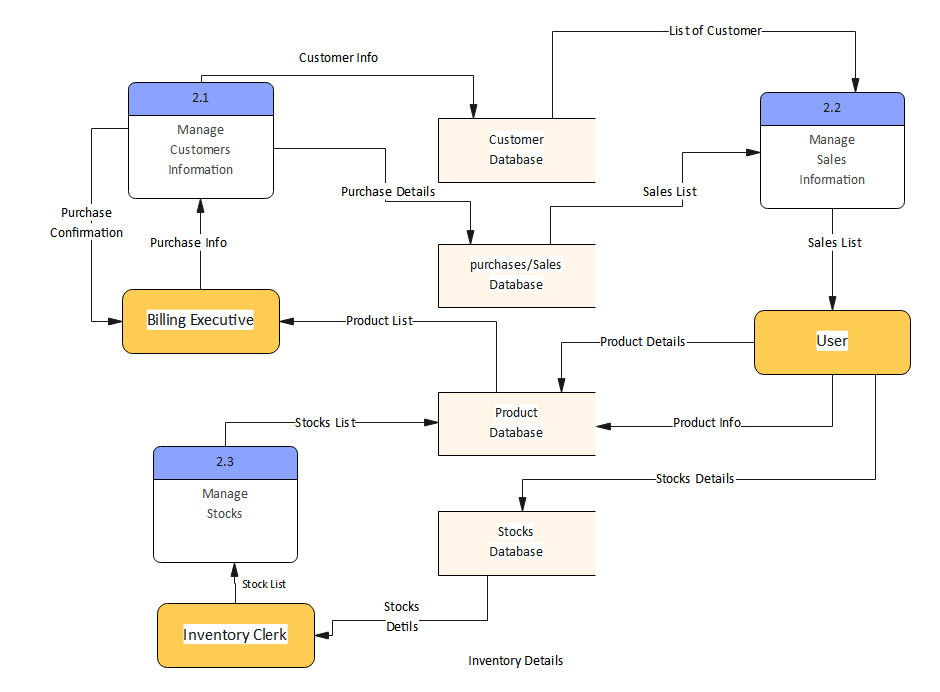 List of Customer
Customer Info
2.1
Manage
Customers
Information
2.2
Manage
Sales
Information
Customer
Database
Purchase Details
Sales List
Purchase
Confirmation
Purchase Info
Sales List
purchases/Sales
Database
Billing Executive
Product List
Product Details
User
Product
Database
Stocks List
Product Info
2.3
Manage
Stocks
Stocks Details
Stocks
Database
Stock List
Stocks
Detils
Inventory Clerk
Inventory Details